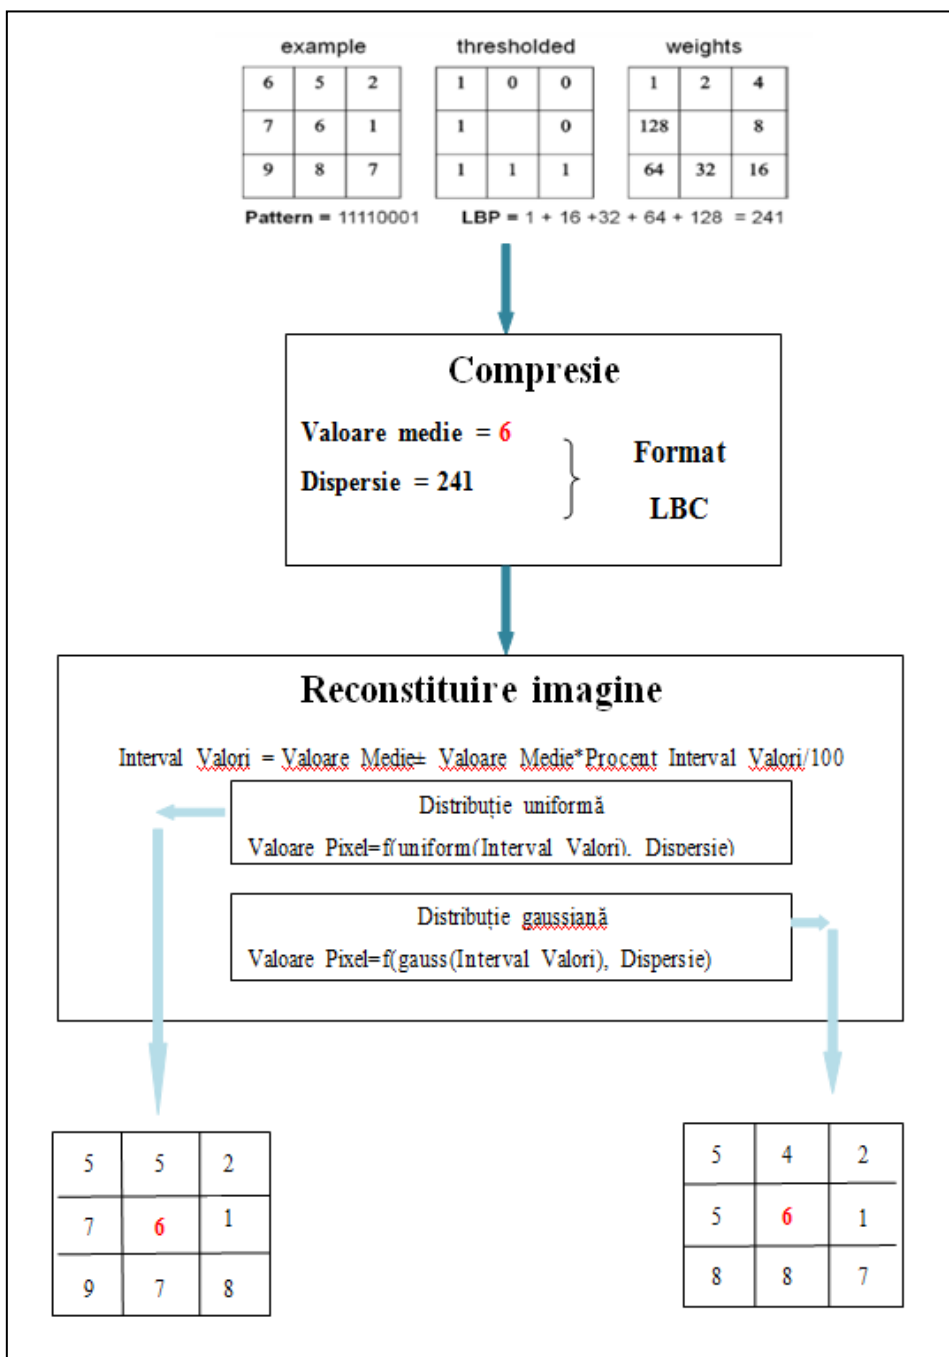 example thresholded weights
6 5 2 1 0 0 1 2 4
7 6 1 1 0 128 8
9 8 7 1 1 1 64 32 16
Pattern = 11110001 LBP = 1 + 16 +32 + 64 + 128 = 241
Compresie
Valoare medie = 6
Dispersie = 241
Format
LBC
Reconstituire imagine
Interval Valori = Valoare Medie± Valoare Medie*Procent Interval Valori/100
Distribuție uniformă
Valoare Pixel=f(uniform(Interval Valori), Dispersie)
Distribuție gaussiană
Valoare Pixel=f(gauss(Interval Valori), Dispersie)
5 5 2
7 6 1
9 7 8
5 4 2
5 6 1
8 8 7